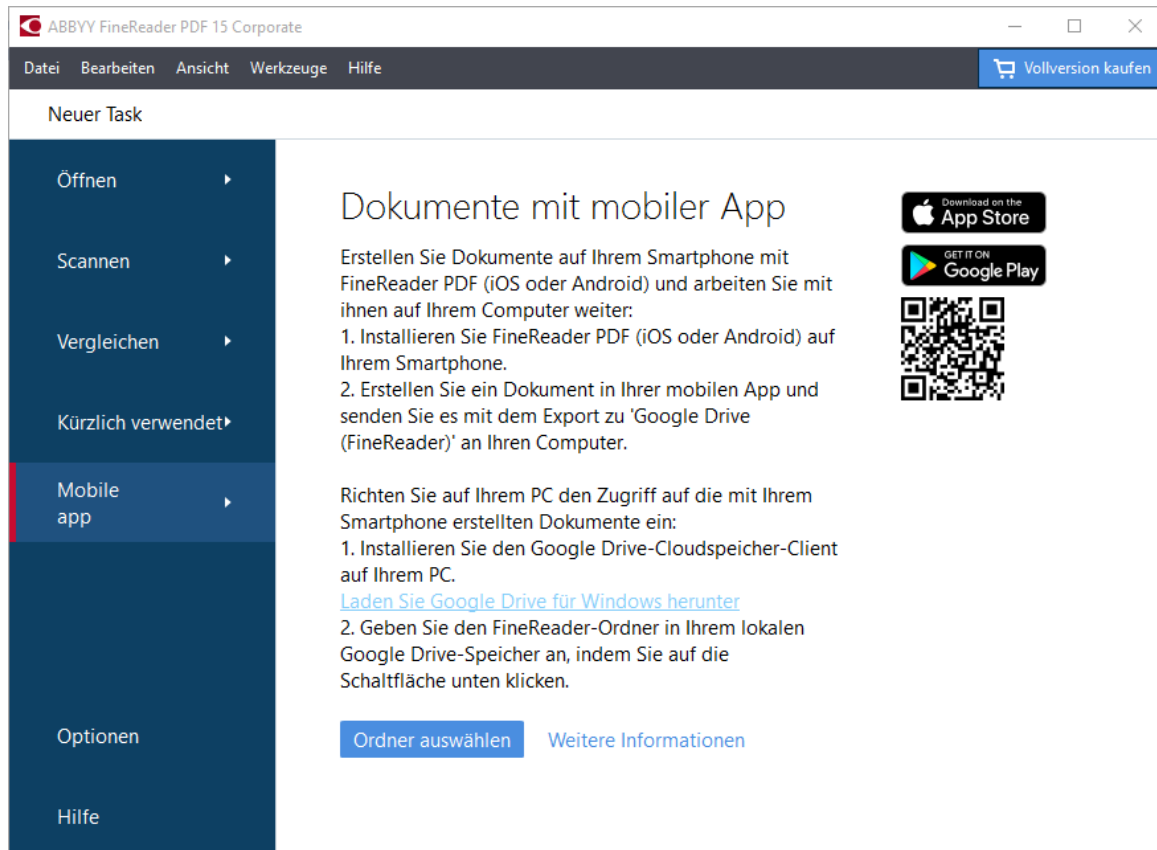 ABBYY FineReader PDF 15 Corporate
Datei Bearbeiten Ansicht Werkzeuge Hilfe
Vollversion kaufen
Neuer Task
Öffnen
Scannen
Vergleichen
Kürzlich verwendet
Mobile
app
Optionen
Hilfe
Dokumente mit mobiler App
Erstellen Sie Dokumente auf Ihrem Smartphone mit
FineReader PDF (iOS oder Android) und arbeiten Sie mit
ihnen auf Ihrem Computer weiter:
1. Installieren Sie FineReader PDF (iOS oder Android) auf
Ihrem Smartphone.
2. Erstellen Sie ein Dokument in Ihrer mobilen App und
senden Sie es mit dem Export zu 'Google Drive
(FineReader)' an Ihren Computer.
Richten Sie auf Ihrem PC den Zugriff auf die mit Ihrem
Smartphone erstellten Dokumente ein:
1. Installieren Sie den Google Drive-Cloudspeicher-Client
auf Ihrem PC.
Laden Sie Google Drive für Windows herunter
2. Geben Sie den FineReader-Ordner in Ihrem lokalen
Google Drive-Speicher an, indem Sie auf die
Schaltfläche unten klicken.
Ordner auswählen
Weitere Informationen
Download on the
App Store
GET IT ON
Google Play